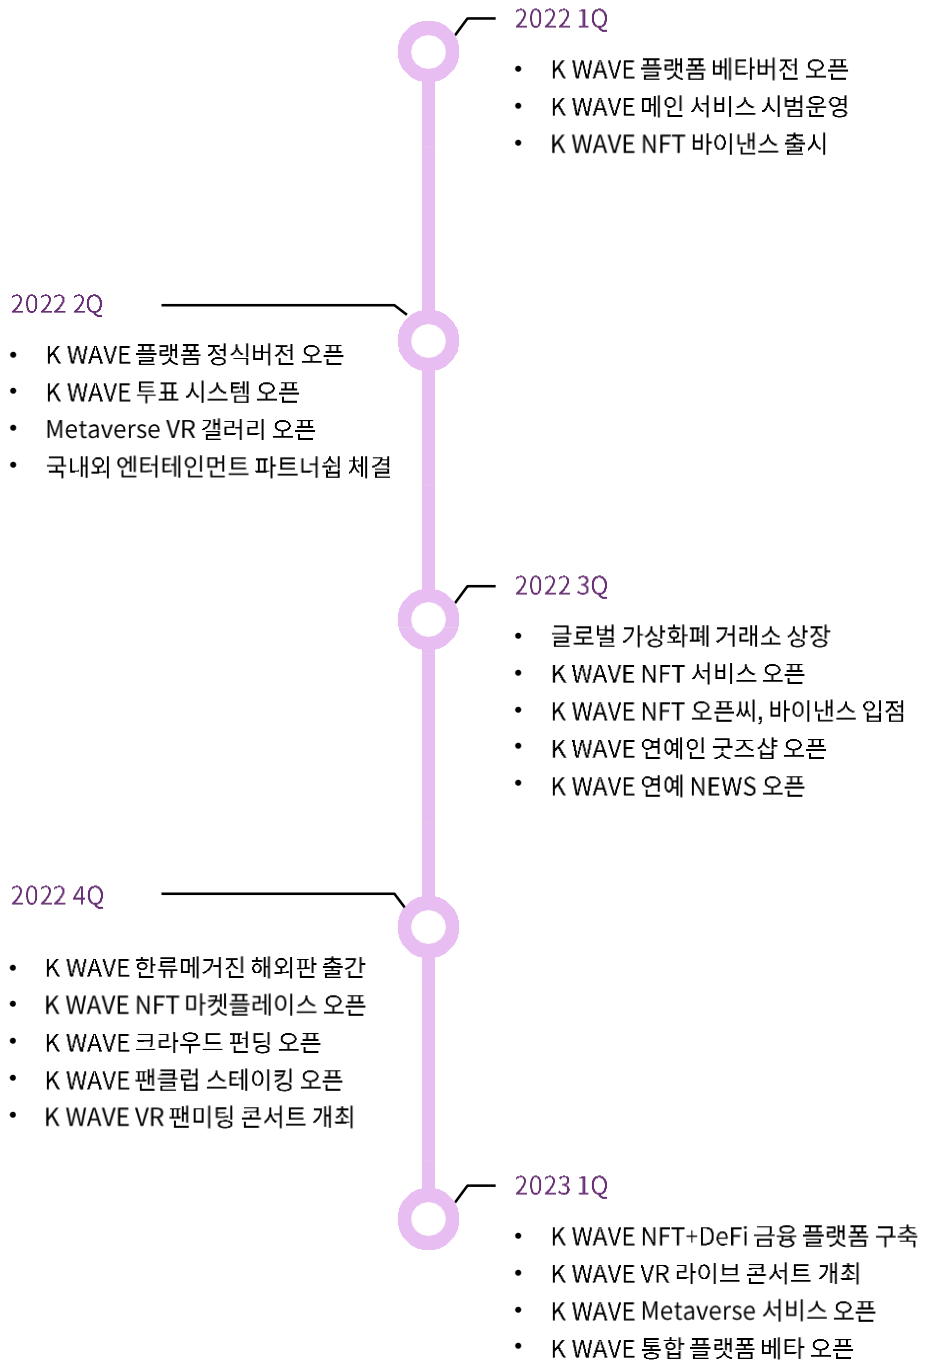 2022 1Q
• K WAVE 플랫폼 베타버전 오픈
• K WAVE 메인 서비스 시범운영
• K WAVE NFT 바이낸스 출시
2022 2Q
• K WAVE 플랫폼 정식버전 오픈
• K WAVE 투표 시스템 오픈
• Metaverse VR 갤러리 오픈
• 국내외 엔터테인먼트 파트너쉽 체결
2022 3Q
• 글로벌 가상화폐 거래소 상장
• K WAVE NFT 서비스 오픈
• K WAVE NFT 오픈씨, 바이낸스 입점
• K WAVE 연예인 굿즈샵 오픈
• K WAVE 연예 NEWS 오픈
2022 4Q
• K WAVE 한류메거진 해외판 출간
• K WAVE NFT 마켓플레이스 오픈
• K WAVE 크라우드 펀딩 오픈
• K WAVE 팬클럽 스테이킹 오픈
• K WAVE VR 팬미팅 콘서트 개최
2023 1Q
• K WAVE NFT+DeFi 금융 플랫폼 구축
• K WAVE VR 라이브 콘서트 개최
• K WAVE Metaverse 서비스 오픈
• K WAVE 통합 플랫폼 베타 오픈